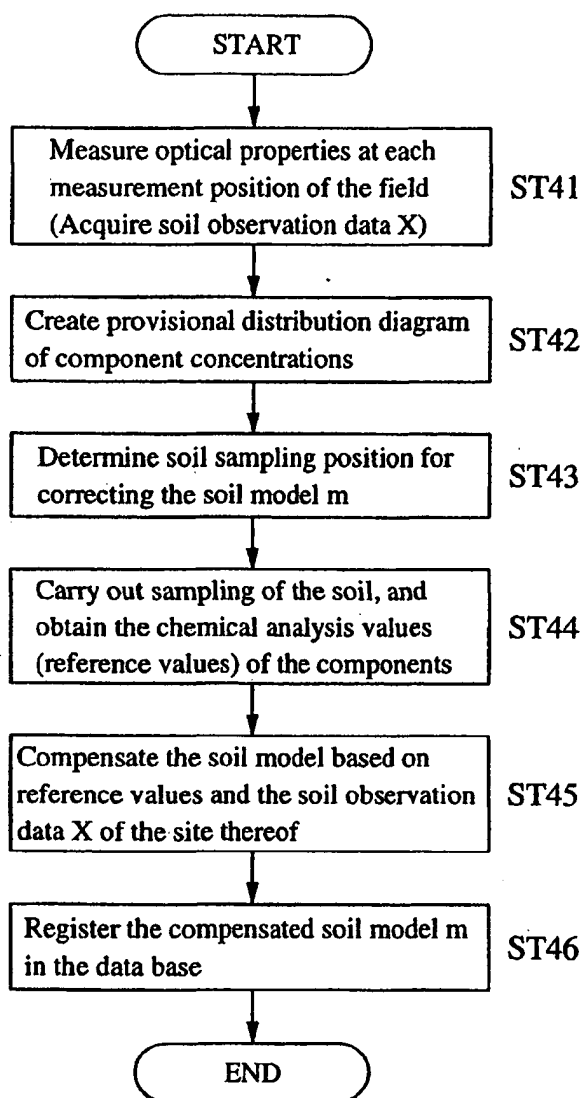 START
Measure optical properties at each
measurement position of the field
(Acquire soil observation data X)
ST41
Create provisional distribution diagram
of component concentrations
ST42
Determine soil sampling position for
correcting the soil model m
ST43
Carry out sampling of the soil, and
obtain the chemical analysis values
(reference values) of the components
ST44
Compensate the soil model based on
reference values and the soil observation
data X of the site thereof
ST45
Register the compensated soil model m
in the data base
ST46
END